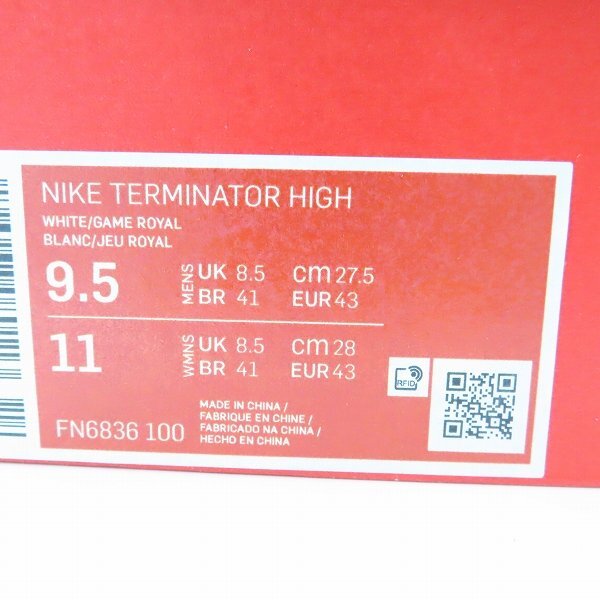 NIKE TERMINATOR HIGH
WHITE/GAME ROYAL
BLANC/JEU ROYAL
9.5 MENS UK 8.5 cm 27.5
BR 41 EUR 43
11 WMNS UK 8.5 cm 28
BR 41 EUR 43
RFID
FN6836 100
MADE IN CHINA /
FABRIQUE EN CHINE /
FABRICADO NA CHINA /
HECHO EN CHINA